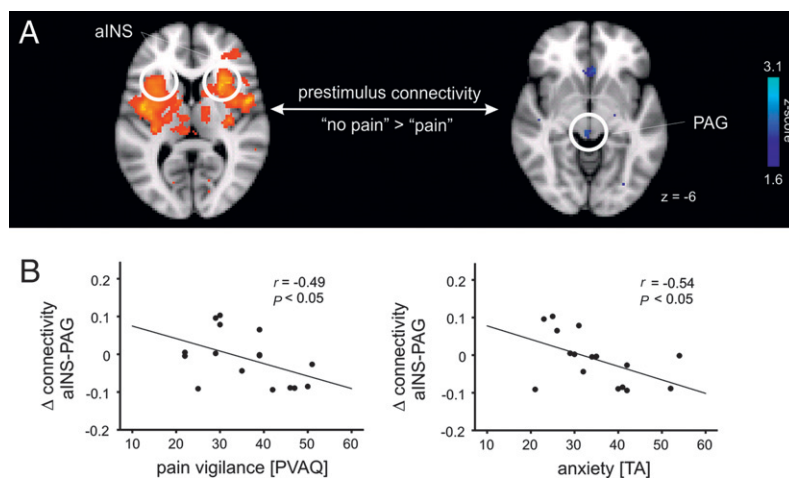 A
aINS
prestimulus connectivity
"no pain" > "pain"
PAG
z = -6
3.1
z-score
1.6
B
r = -0.49
P < 0.05
Δ connectivity
aINS-PAG
0.2
0.1
0
-0.1
-0.2
10 20 30 40 50 60
pain vigilance [PVAQ]
r = -0.54
P < 0.05
Δ connectivity
aINS-PAG
0.2
0.1
0
-0.1
-0.2
10 20 30 40 50 60
anxiety [TA]